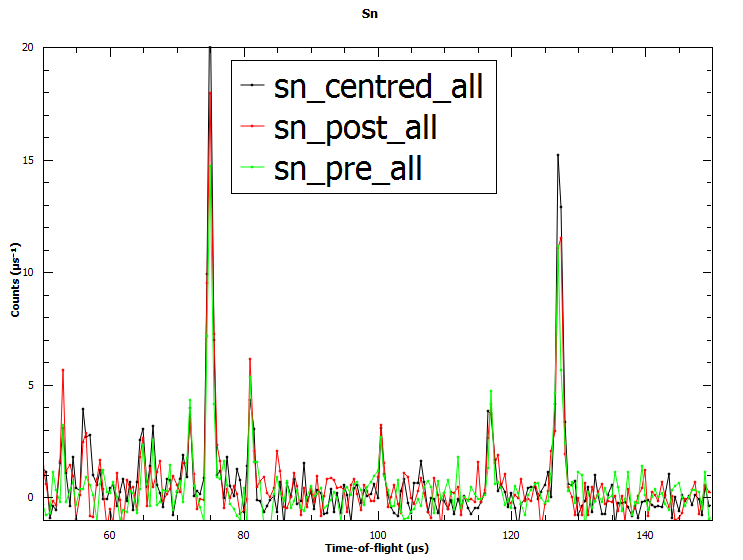 Sn
20
15
10
5
0
Counts (µs⁻¹)
sn_centred_all
sn_post_all
sn_pre_all
60
80
100
120
140
Time-of-flight (µs)